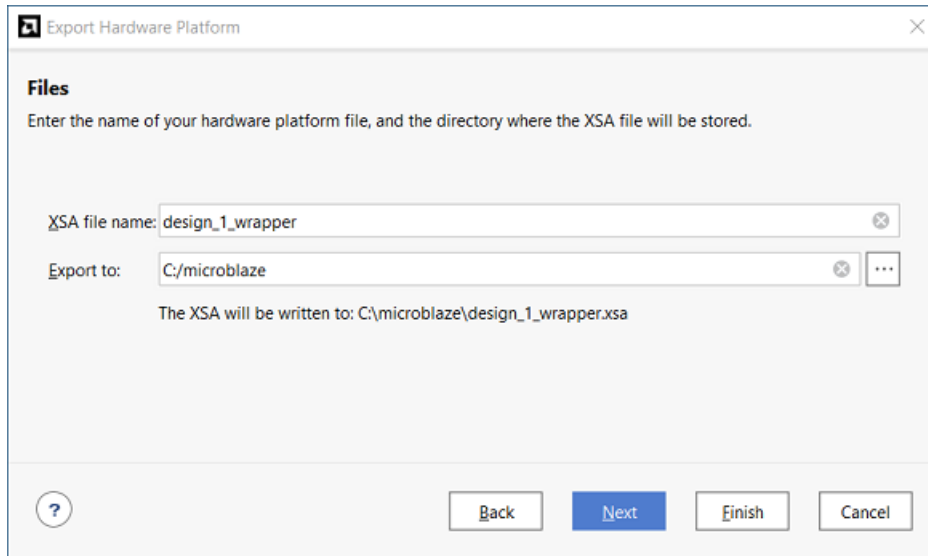 Export Hardware Platform
Files
Enter the name of your hardware platform file, and the directory where the XSA file will be stored.
XSA file name: design_1_wrapper
Export to: C:/microblaze
The XSA will be written to: C:\microblaze\design_1_wrapper.xsa
? Back Next Finish Cancel